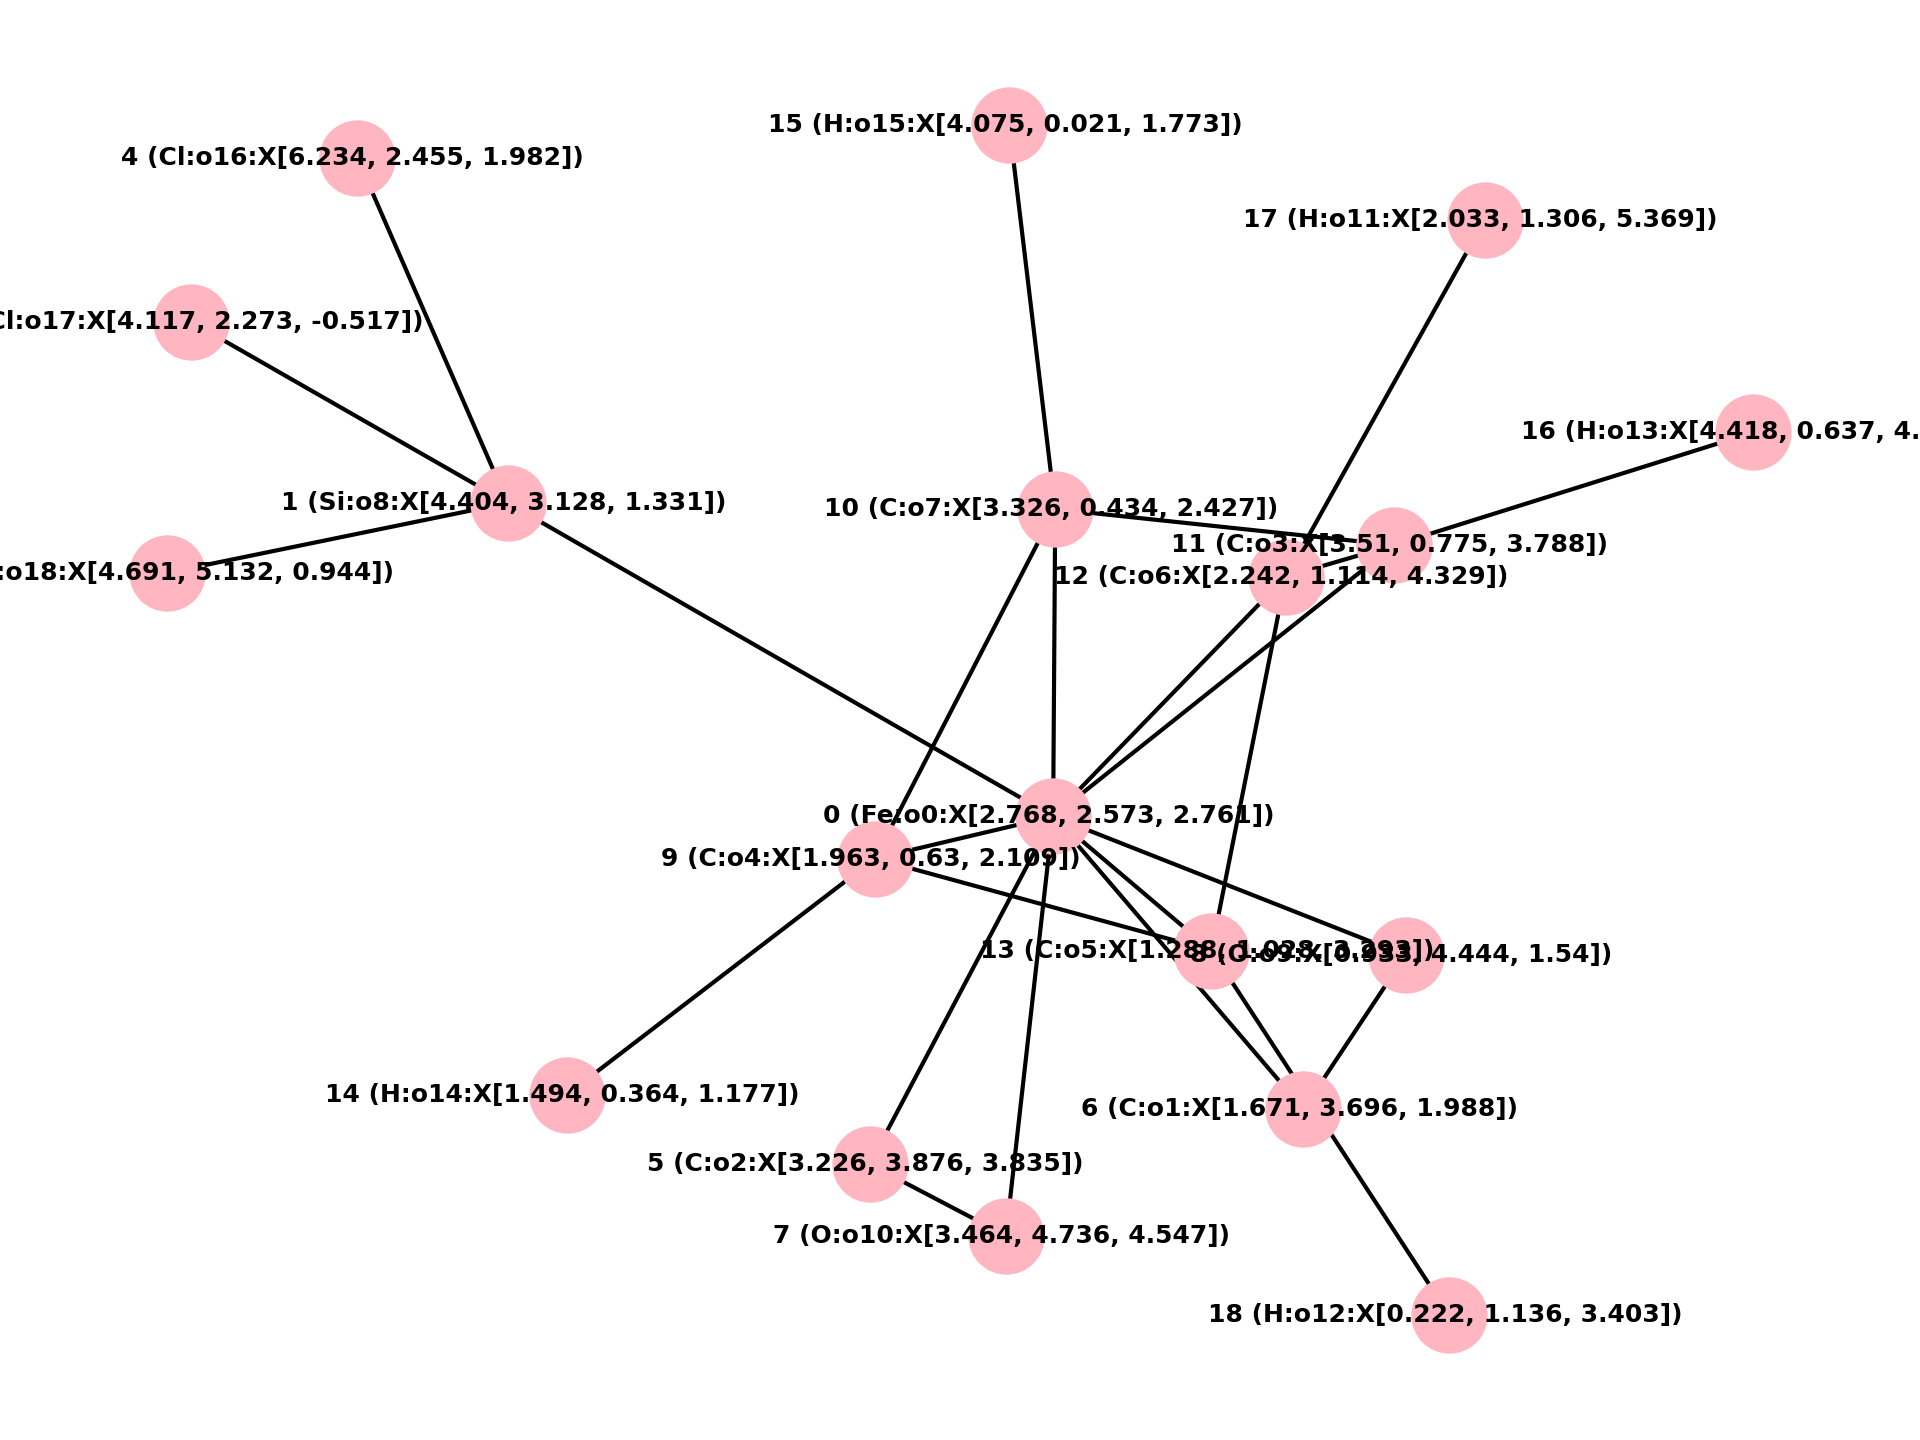 15 (H:o15:X[4.075, 0.021, 1.773])
4 (Cl:o16:X[6.234, 2.455, 1.982])
17 (H:o11:X[2.033, 1.306, 5.369])
Cl:o17:X[4.117, 2.273, -0.517])
16 (H:o13:X[4.418, 0.637, 4.
1 (Si:o8:X[4.404, 3.128, 1.331])
10 (C:o7:X[3.326, 0.434, 2.427])
11 (C:o3:X[3.51, 0.775, 3.788])
:o18:X[4.691, 5.132, 0.944])
12 (C:o6:X[2.242, 1.114, 4.329])
0 (Fe:o0:X[2.768, 2.573, 2.761])
9 (C:o4:X[1.963, 0.63, 2.109])
13 (C:o5:X[1.288, 1.028, 3.293])
8 (O:o9:X[0.933, 4.444, 1.54])
14 (H:o14:X[1.494, 0.364, 1.177])
6 (C:o1:X[1.671, 3.696, 1.988])
5 (C:o2:X[3.226, 3.876, 3.835])
7 (O:o10:X[3.464, 4.736, 4.547])
18 (H:o12:X[0.222, 1.136, 3.403])